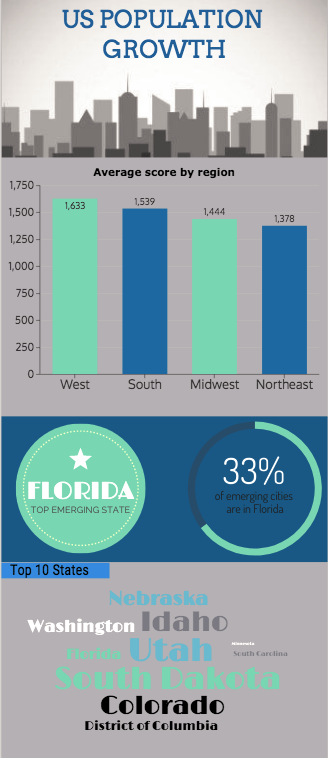 US POPULATION
GROWTH
Average score by region
1,750
1,500
1,250
1,000
750
500
250
0
1,633
1,539
1,444
1,378
West South Midwest Northeast
FLORIDA
TOP EMERGING STATE
33%
of emerging cities
are in Florida
Top 10 States
Nebraska
Washington Idaho
Florida Utah Minnesota
South Carolina
South Dakota
Colorado
District of Columbia